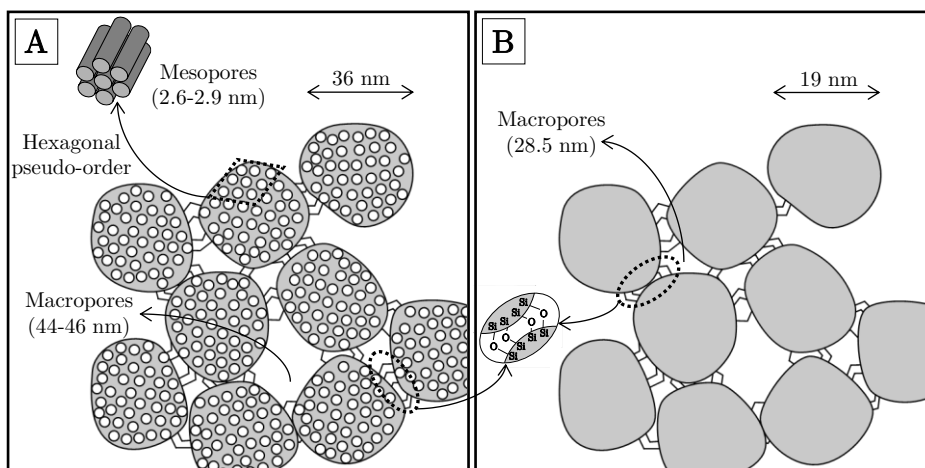 A
Mesopores
(2.6-2.9 nm)
36 nm
Hexagonal
pseudo-order
Macropores
(44-46 nm)
B
19 nm
Macropores
(28.5 nm)
Si
Si O
Si Si Si Si
O
O Si
Si